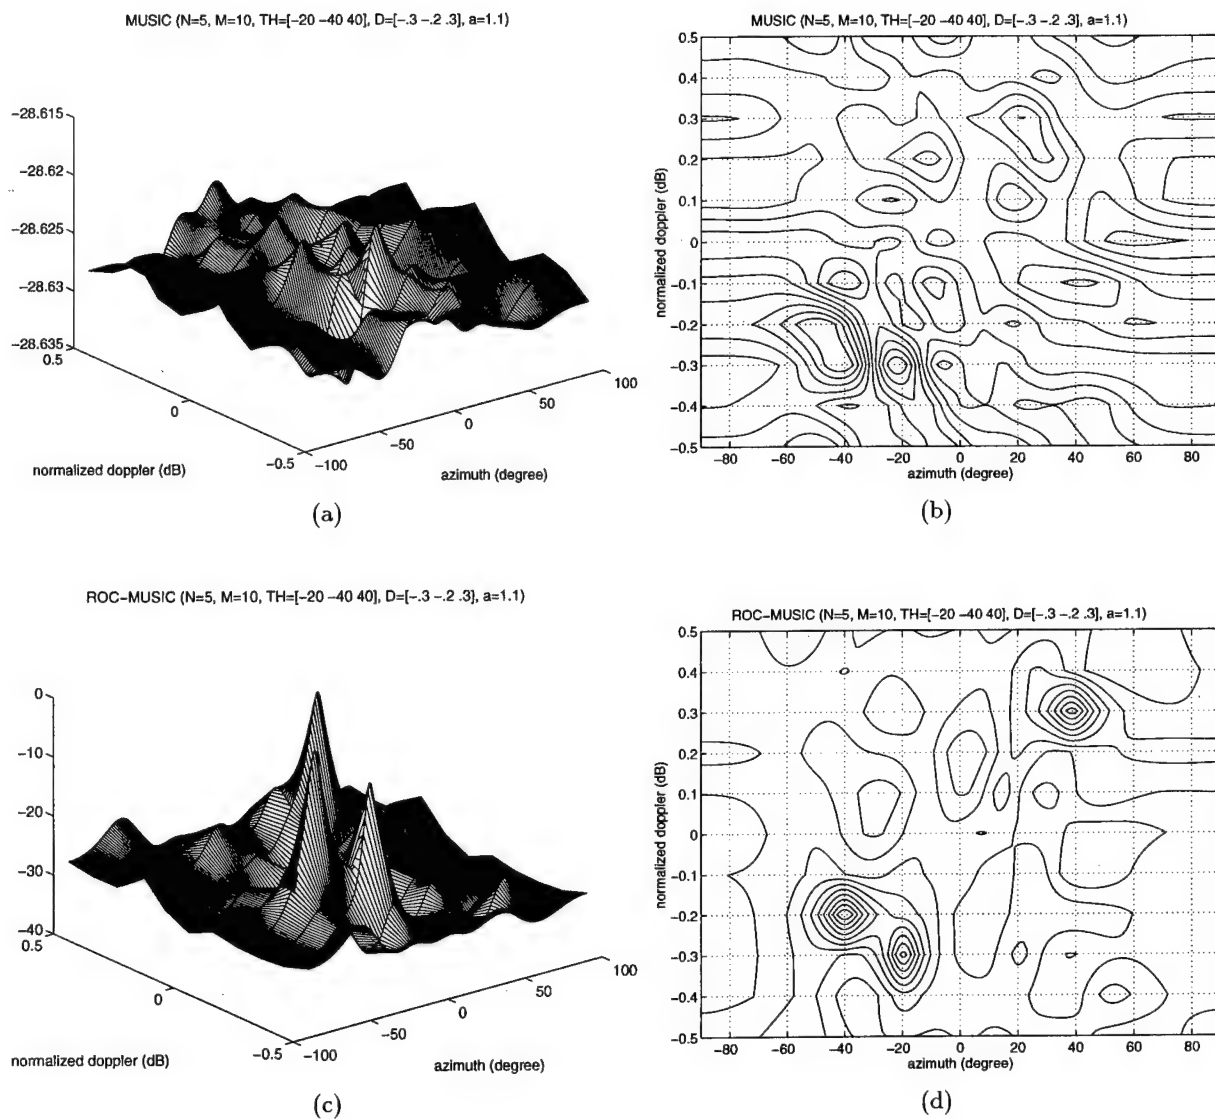 MUSIC (N=5, M=10, TH=[-20 -40 40], D=[-.3 -.2 .3], a=1.1)
-28.615
-28.62
-28.625
-28.63
-28.635
0.5
0
-0.5
-100
-50
0
50
100
normalized doppler (dB)
azimuth (degree)
(a)
MUSIC (N=5, M=10, TH=[-20 -40 40], D=[-.3 -.2 .3], a=1.1)
0.5
0.4
0.3
0.2
0.1
0
-0.1
-0.2
-0.3
-0.4
-0.5
normalized doppler (dB)
-80 -60 -40 -20 0 20 40 60 80
azimuth (degree)
(b)
ROC-MUSIC (N=5, M=10, TH=[-20 -40 40], D=[-.3 -.2 .3], a=1.1)
0
-10
-20
-30
-40
0.5
0
-0.5
-100
-50
0
50
100
normalized doppler (dB)
azimuth (degree)
(c)
ROC-MUSIC (N=5, M=10, TH=[-20 -40 40], D=[-.3 -.2 .3], a=1.1)
0.5
0.4
0.3
0.2
0.1
0
-0.1
-0.2
-0.3
-0.4
-0.5
normalized doppler (dB)
-80 -60 -40 -20 0 20 40 60 80
azimuth (degree)
(d)